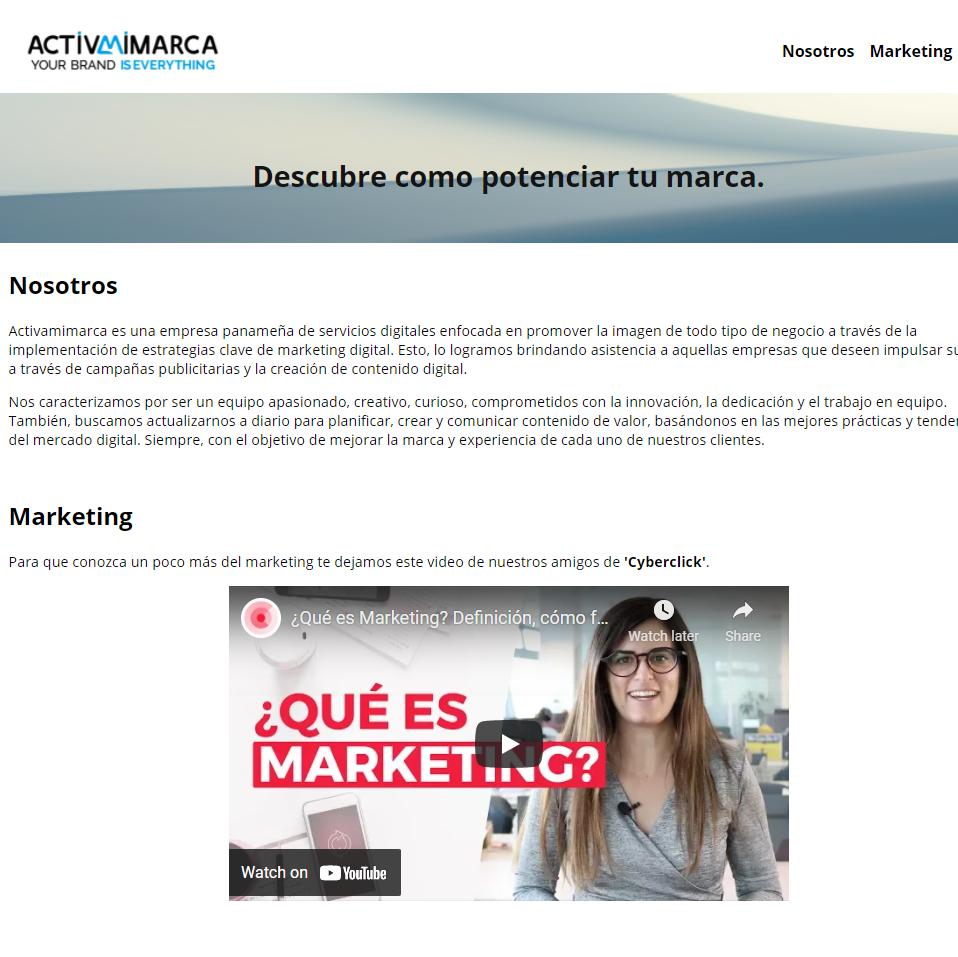 ACTIVAMIMARCA
YOUR BRAND IS EVERYTHING
Nosotros Marketing
Descubre como potenciar tu marca.
Nosotros
Activamimarca es una empresa panameña de servicios digitales enfocada en promover la imagen de todo tipo de negocio a través de la
implementación de estrategias clave de marketing digital. Esto, lo logramos brindando asistencia a aquellas empresas que deseen impulsar
a través de campañas publicitarias y la creación de contenido digital.
Nos caracterizamos por ser un equipo apasionado, creativo, curioso, comprometidos con la innovación, la dedicación y el trabajo en equipo.
También, buscamos actualizarnos a diario para planificar, crear y comunicar contenido de valor, basándonos en las mejores prácticas y
del mercado digital. Siempre, con el objetivo de mejorar la marca y experiencia de cada uno de nuestros clientes.
Marketing
Para que conozca un poco más del marketing te dejamos este video de nuestros amigos de 'Cyberclick'.
¿Qué es Marketing? Definición, cómo f...
Watch later Share
¿QUÉ ES
MARKETING?
Watch on YouTube